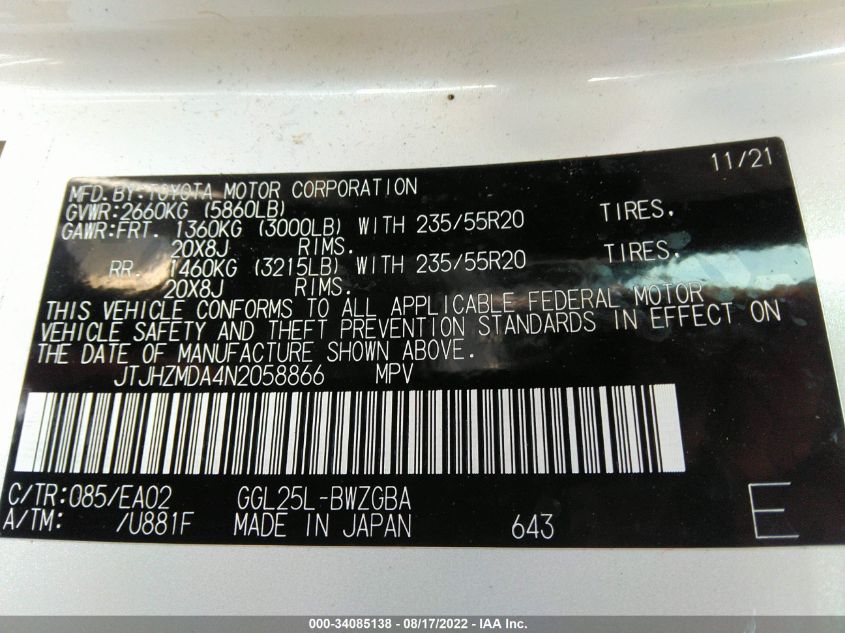 11/21
MFD. BY: TOYOTA MOTOR CORPORATION
GVWR:2660KG (5860LB)
GAWR:FRT. 1360KG (3000LB) WITH 235/55R20 TIRES.
20X8J RIMS.
RR. 1460KG (3215LB) WITH 235/55R20 TIRES.
20X8J RIMS.
THIS VEHICLE CONFORMS TO ALL APPLICABLE FEDERAL MOTOR
VEHICLE SAFETY AND THEFT PREVENTION STANDARDS IN EFFECT ON
THE DATE OF MANUFACTURE SHOWN ABOVE.
JTJHZMDA4N2058866 MPV
C/TR:085/EA02 GGL25L-BWZGBA
A/TM: /U881F MADE IN JAPAN 643 E
000-34085138 - 08/17/2022 - IAA, Inc.